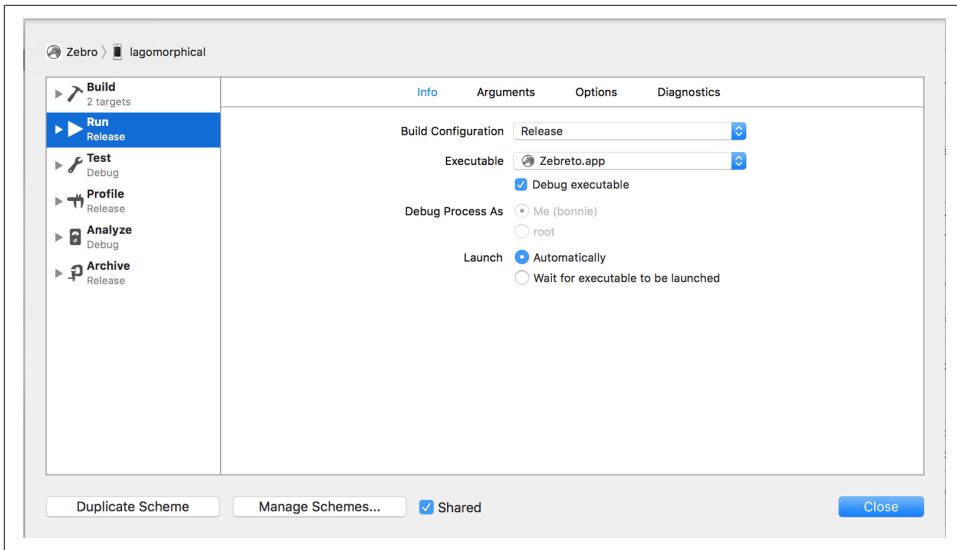 Zebro 〉 lagomorphical
Build
2 targets
Run
Release
Test
Debug
Profile
Release
Analyze
Debug
Archive
Release
Info Arguments Options Diagnostics
Build Configuration Release
Executable Zebreto.app
Debug executable
Debug Process As Me (bonnie)
root
Launch Automatically
Wait for executable to be launched
Duplicate Scheme Manage Schemes... Shared Close